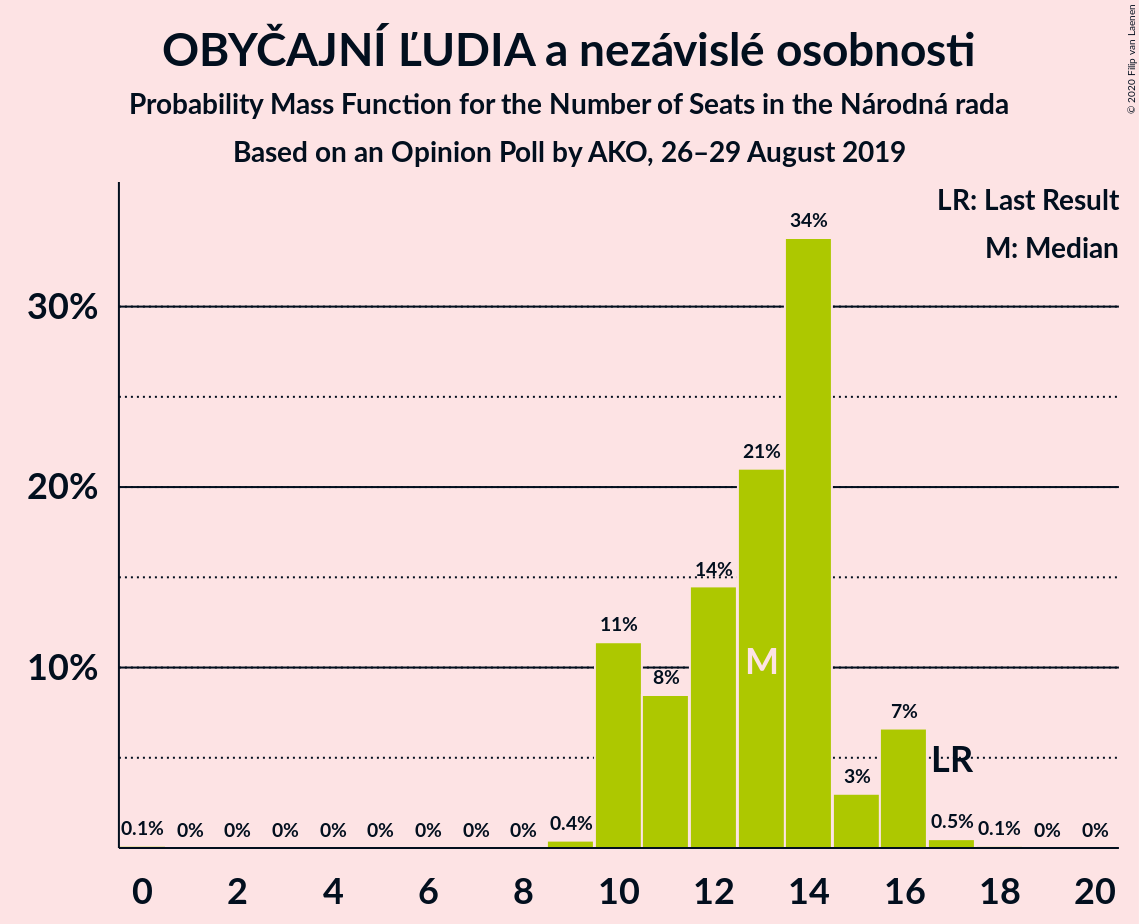 OBYČAJNÍ ĽUDIA a nezávislé osobnosti
Probability Mass Function for the Number of Seats in the Národná rada
Based on an Opinion Poll by AKO, 26–29 August 2019
© 2020 Filip van Laenen
LR: Last Result
M: Median
34%
30%
21%
20%
14%
11%
10%
M
8%
7%
LR
3%
0.1% 0% 0% 0% 0% 0% 0% 0% 0% 0.4% 0.5% 0.1% 0% 0%
0 2 4 6 8 10 12 14 16 18 20